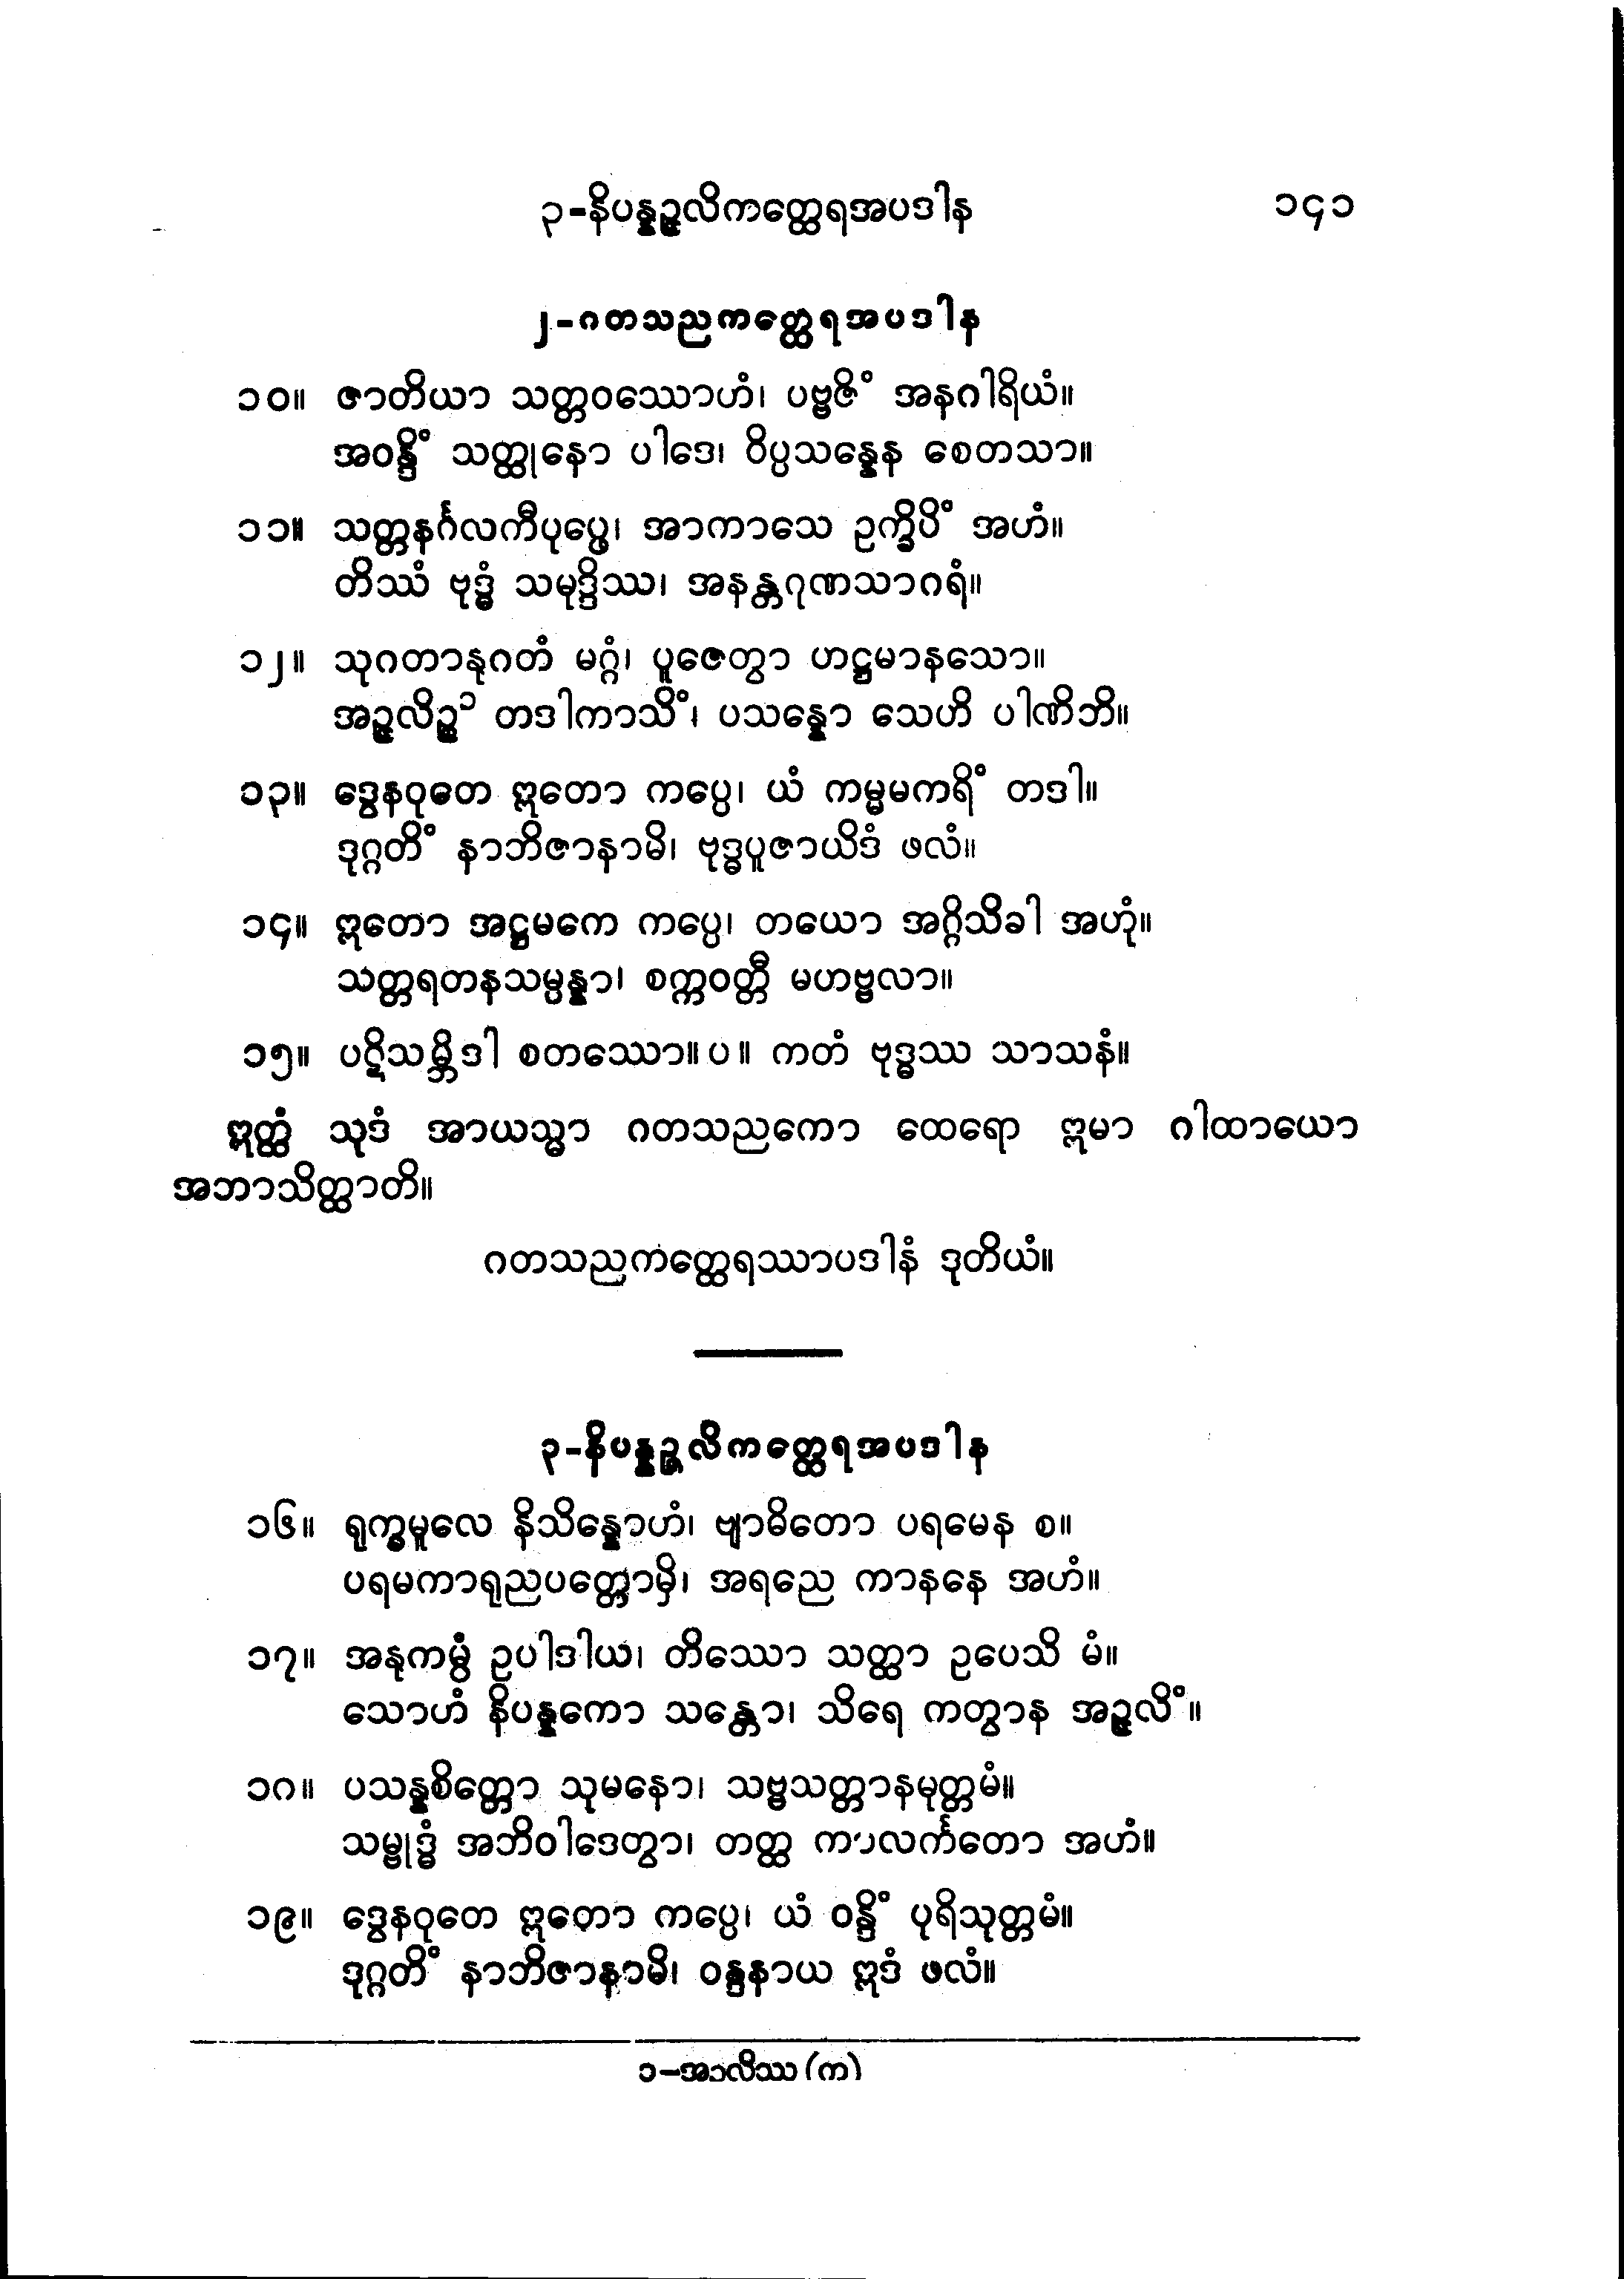 ၃-နိပန္နဉ္ဇလိကတ္ထေရအပဒါန ၁၄၁
၂-ဂတသညကတ္ထေရအပဒါန
၁၀။ ဇာတိယာ သတ္တဝဿောဟံ၊ ပဗ္ဗဇိံ အနဂါရိယံ။
အဝန္ဒိံ သတ္ထုနော ပါဒေ၊ ဝိပ္ပသန္နေန စေတသာ။
၁၁။ သတ္တနင်္ဂလကီပုပ္ဖေ၊ အာကာသေ ဥက္ခိပိံ အဟံ။
တိဿံ ဗုဒ္ဓံ သမုဒ္ဒိဿ၊ အနန္တဂုဏသာဂရံ။
၁၂။ သုဂတာနုဂတံ မဂ္ဂံ၊ ပူဇေတွာ ဟဋ္ဌမာနသော။
အဉ္ဇလိဉ္စ၁ တဒါကာသိံ၊ ပသန္နော သေဟိ ပါဏိဘိ။
၁၃။ ဒွေနဝုတေ ဣတော ကပ္ပေ၊ ယံ ကမ္မမကရိံ တဒါ။
ဒုဂ္ဂတိံ နာဘိဇာနာမိ၊ ဗုဒ္ဓပူဇာယိဒံ ဖလံ။
၁၄။ ဣတော အဋ္ဌမကေ ကပ္ပေ၊ တယော အဂ္ဂိသိခါ အဟုံ။
သတ္တရတနသမ္ပန္နာ၊ စက္ကဝတ္တီ မဟဗ္ဗလာ။
၁၅။ ပဋိသမ္ဘိဒါ စတဿော။ပ။ ကတံ ဗုဒ္ဓဿ သာသနံ။
ဣတ္ထံ သုဒံ အာယသ္မာ ဂတသညကော ထေရော ဣမာ ဂါထာယော
အဘာသိတ္ထာတိ။
ဂတသညကတ္ထေရဿာပဒါနံ ဒုတိယံ။
၃-နိပန္နဉ္ဇလိကတ္ထေရအပဒါန
၁၆။ ရုက္ခမူလေ နိသိန္နောဟံ၊ ဗျာဓိတော ပရမေန စ။
ပရမကာရုညပတ္တောမှိ၊ အရညေ ကာနနေ အဟံ။
၁၇။ အနုကမ္ပံ ဥပါဒါယ၊ တိဿော သတ္ထာ ဥပေသိ မံ။
သောဟံ နိပန္နကော သန္တော၊ သိရေ ကတွာန အဉ္ဇလိံ။
၁၈။ ပသန္နစိတ္တော သုမနော၊ သဗ္ဗသတ္တာနမုတ္တမံ။
သမ္ဗုဒ္ဓံ အဘိဝါဒေတွာ၊ တတ္ထ ကာလင်္ကတော အဟံ။
၁၉။ ဒွေနဝုတေ ဣတော ကပ္ပေ၊ ယံ ဝန္ဒိံ ပုရိသုတ္တမံ။
ဒုဂ္ဂတိံ နာဘိဇာနာမိ၊ ဝန္ဒနာယ ဣဒံ ဖလံ။
၁-အာလိဿ (က)